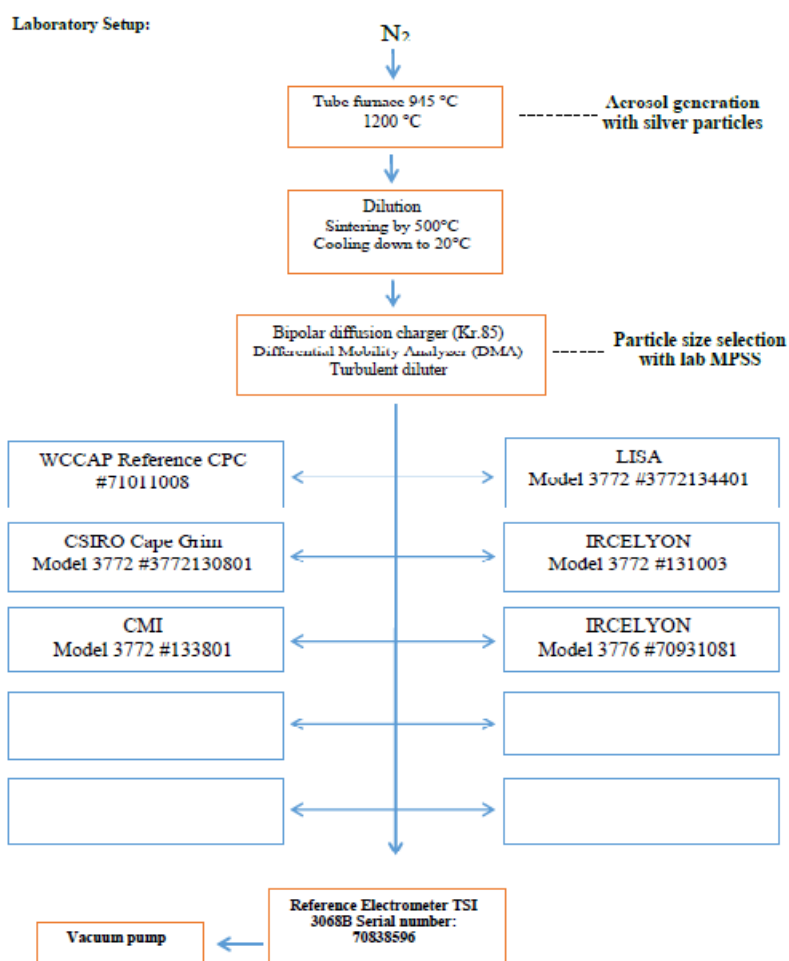 Laboratory Setup:
N₂
Tube furnace 945 °C
1200 °C
Aerosol generation
with silver particles
Dilution
Sintering by 500°C
Cooling down to 20°C
Bipolar diffusion charger (Kr.85)
Differential Mobility Analyser (DMA)
Turbulent diluter
Particle size selection
with lab MPSS
WCCAP Reference CPC
#71011008
LISA
Model 3772 #3772134401
CSIRO Cape Grim
Model 3772 #3772130801
IRCELYON
Model 3772 #131003
CMI
Model 3772 #133801
IRCELYON
Model 3776 #70931081
Reference Electrometer TSI
3068B Serial number:
70838596
Vacuum pump